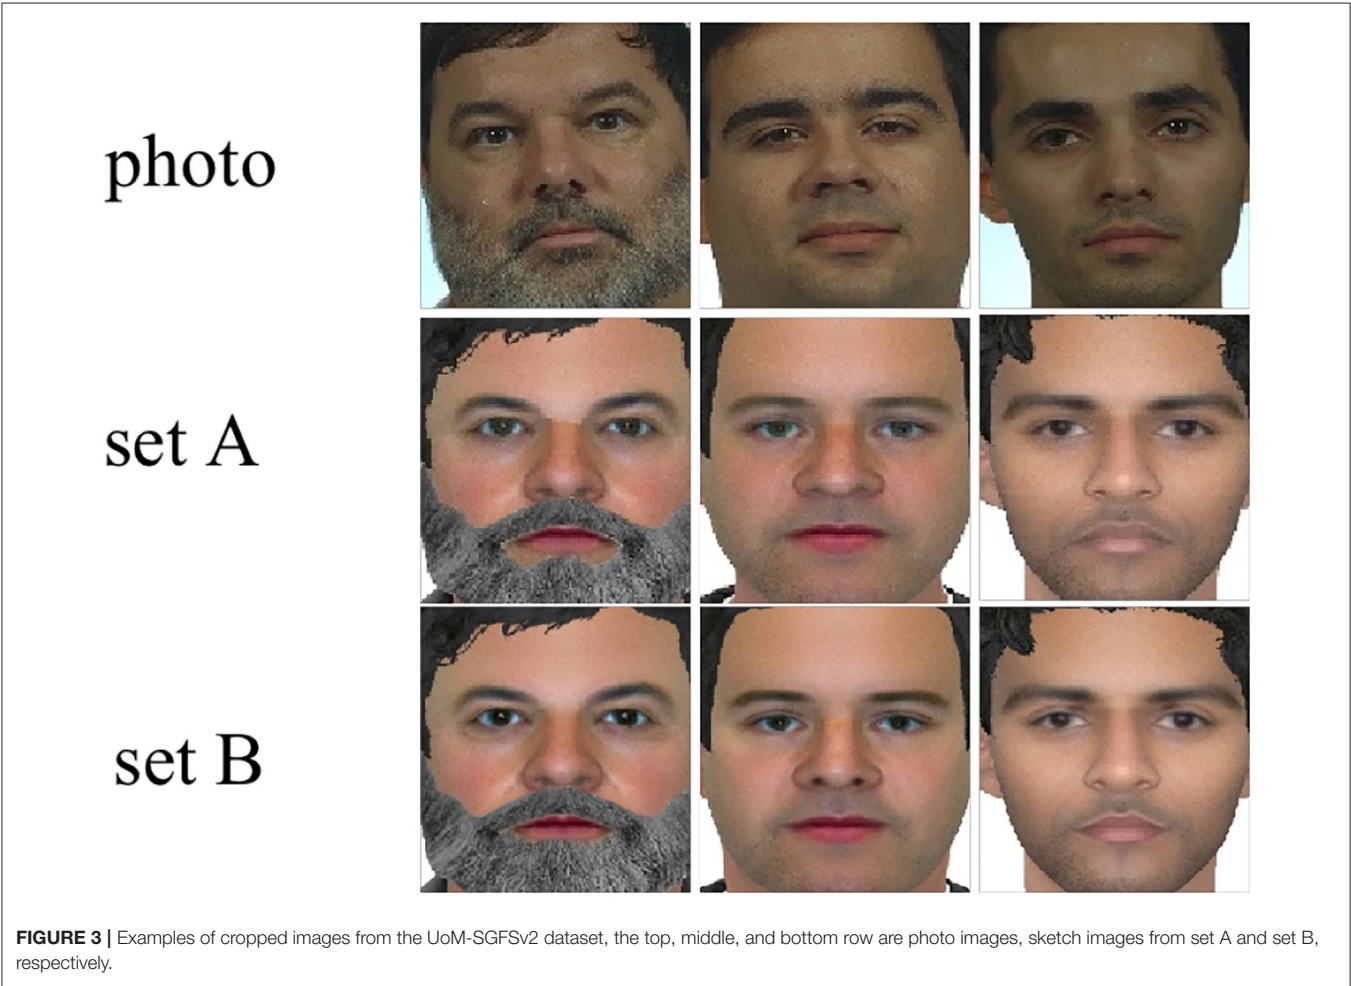 photo
set A
set B
FIGURE 3 | Examples of cropped images from the UoM-SGFSv2 dataset, the top, middle, and bottom row are photo images, sketch images from set A and set B,
respectively.